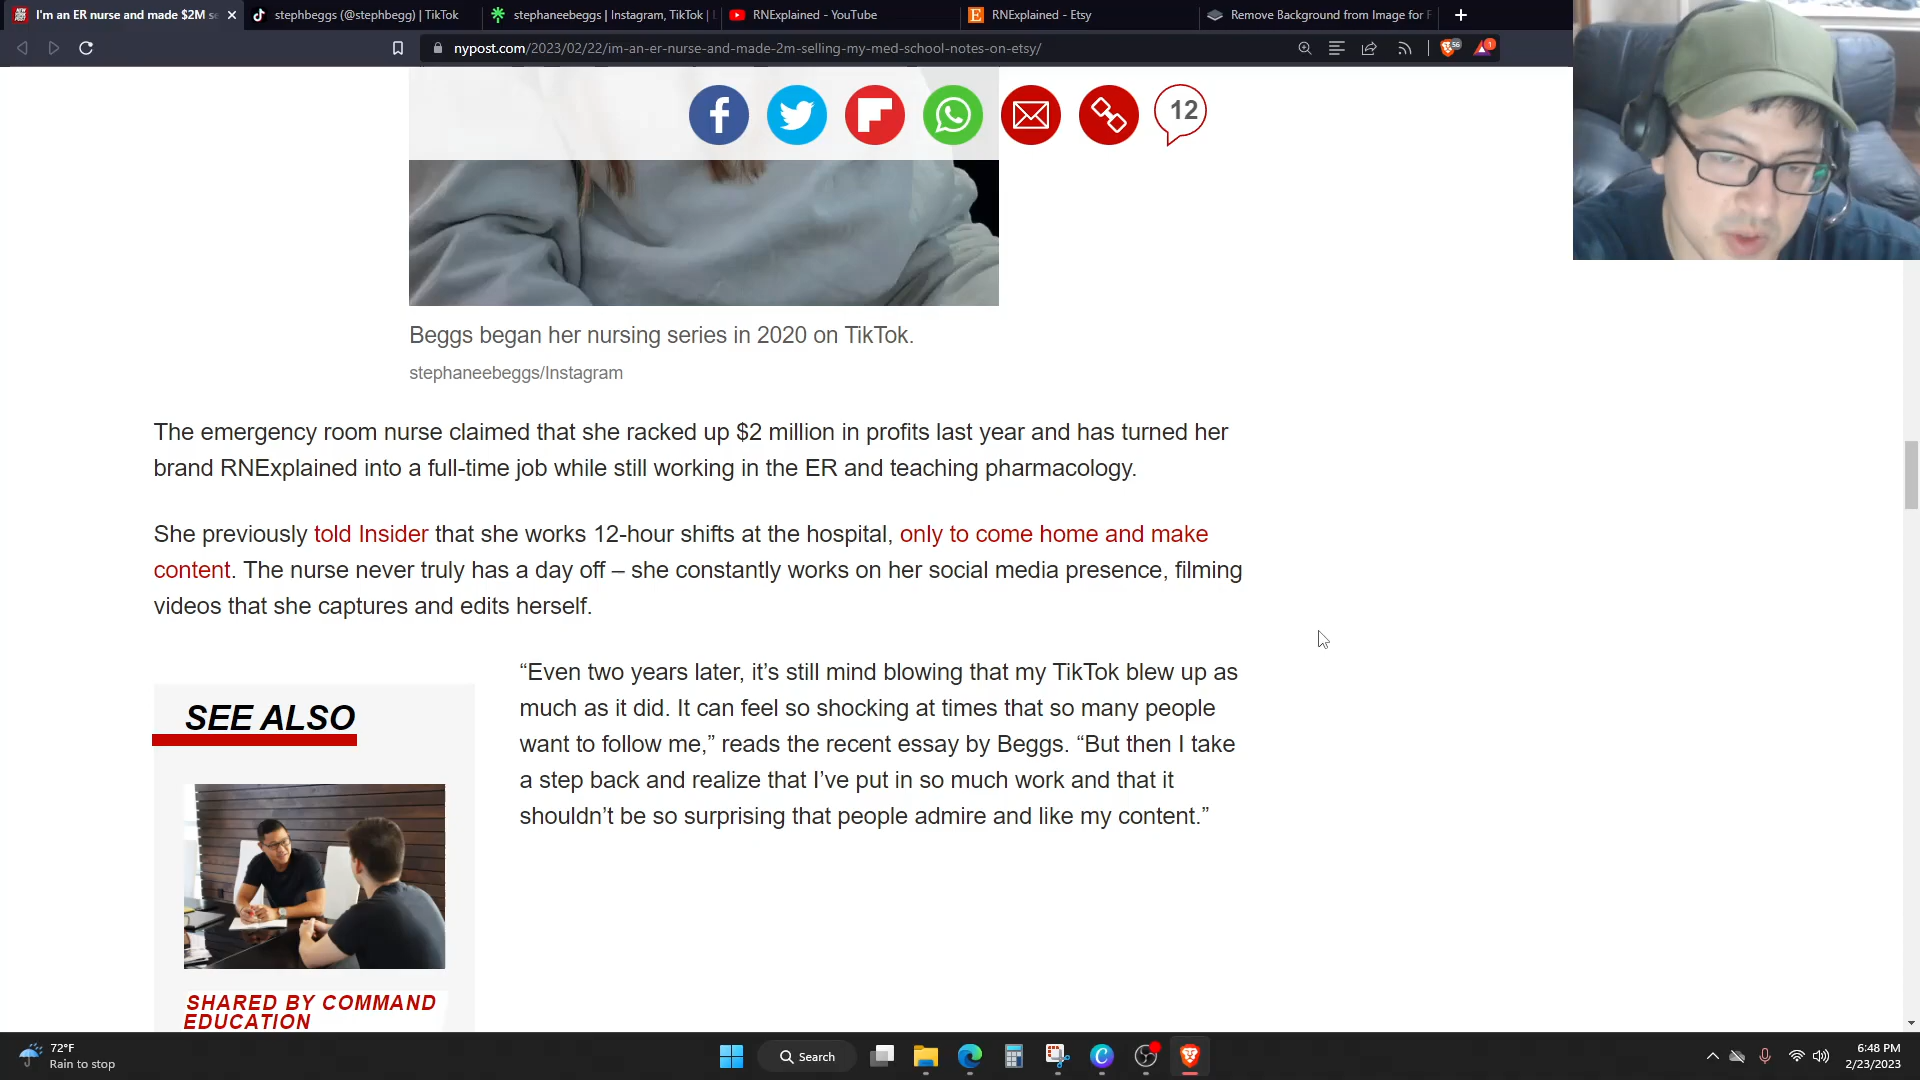 I'm an ER nurse and made $2M se
stephbeggs (@stephbegg) | TikTok
stephaneebeggs | Instagram, TikTok |
RNExplained - YouTube
RNExplained - Etsy
Remove Background from Image for F
nypost.com/2023/02/22/im-an-er-nurse-and-made-2m-selling-my-med-school-notes-on-etsy/
56
1
12
Beggs began her nursing series in 2020 on TikTok.
stephaneebeggs/Instagram
The emergency room nurse claimed that she racked up $2 million in profits last year and has turned her
brand RNExplained into a full-time job while still working in the ER and teaching pharmacology.
She previously told Insider that she works 12-hour shifts at the hospital, only to come home and make
content. The nurse never truly has a day off – she constantly works on her social media presence, filming
videos that she captures and edits herself.
SEE ALSO
“Even two years later, it’s still mind blowing that my TikTok blew up as
much as it did. It can feel so shocking at times that so many people
want to follow me,” reads the recent essay by Beggs. “But then I take
a step back and realize that I’ve put in so much work and that it
shouldn’t be so surprising that people admire and like my content.”
SHARED BY COMMAND
EDUCATION
72°F
Rain to stop
Search
6:48 PM
2/23/2023